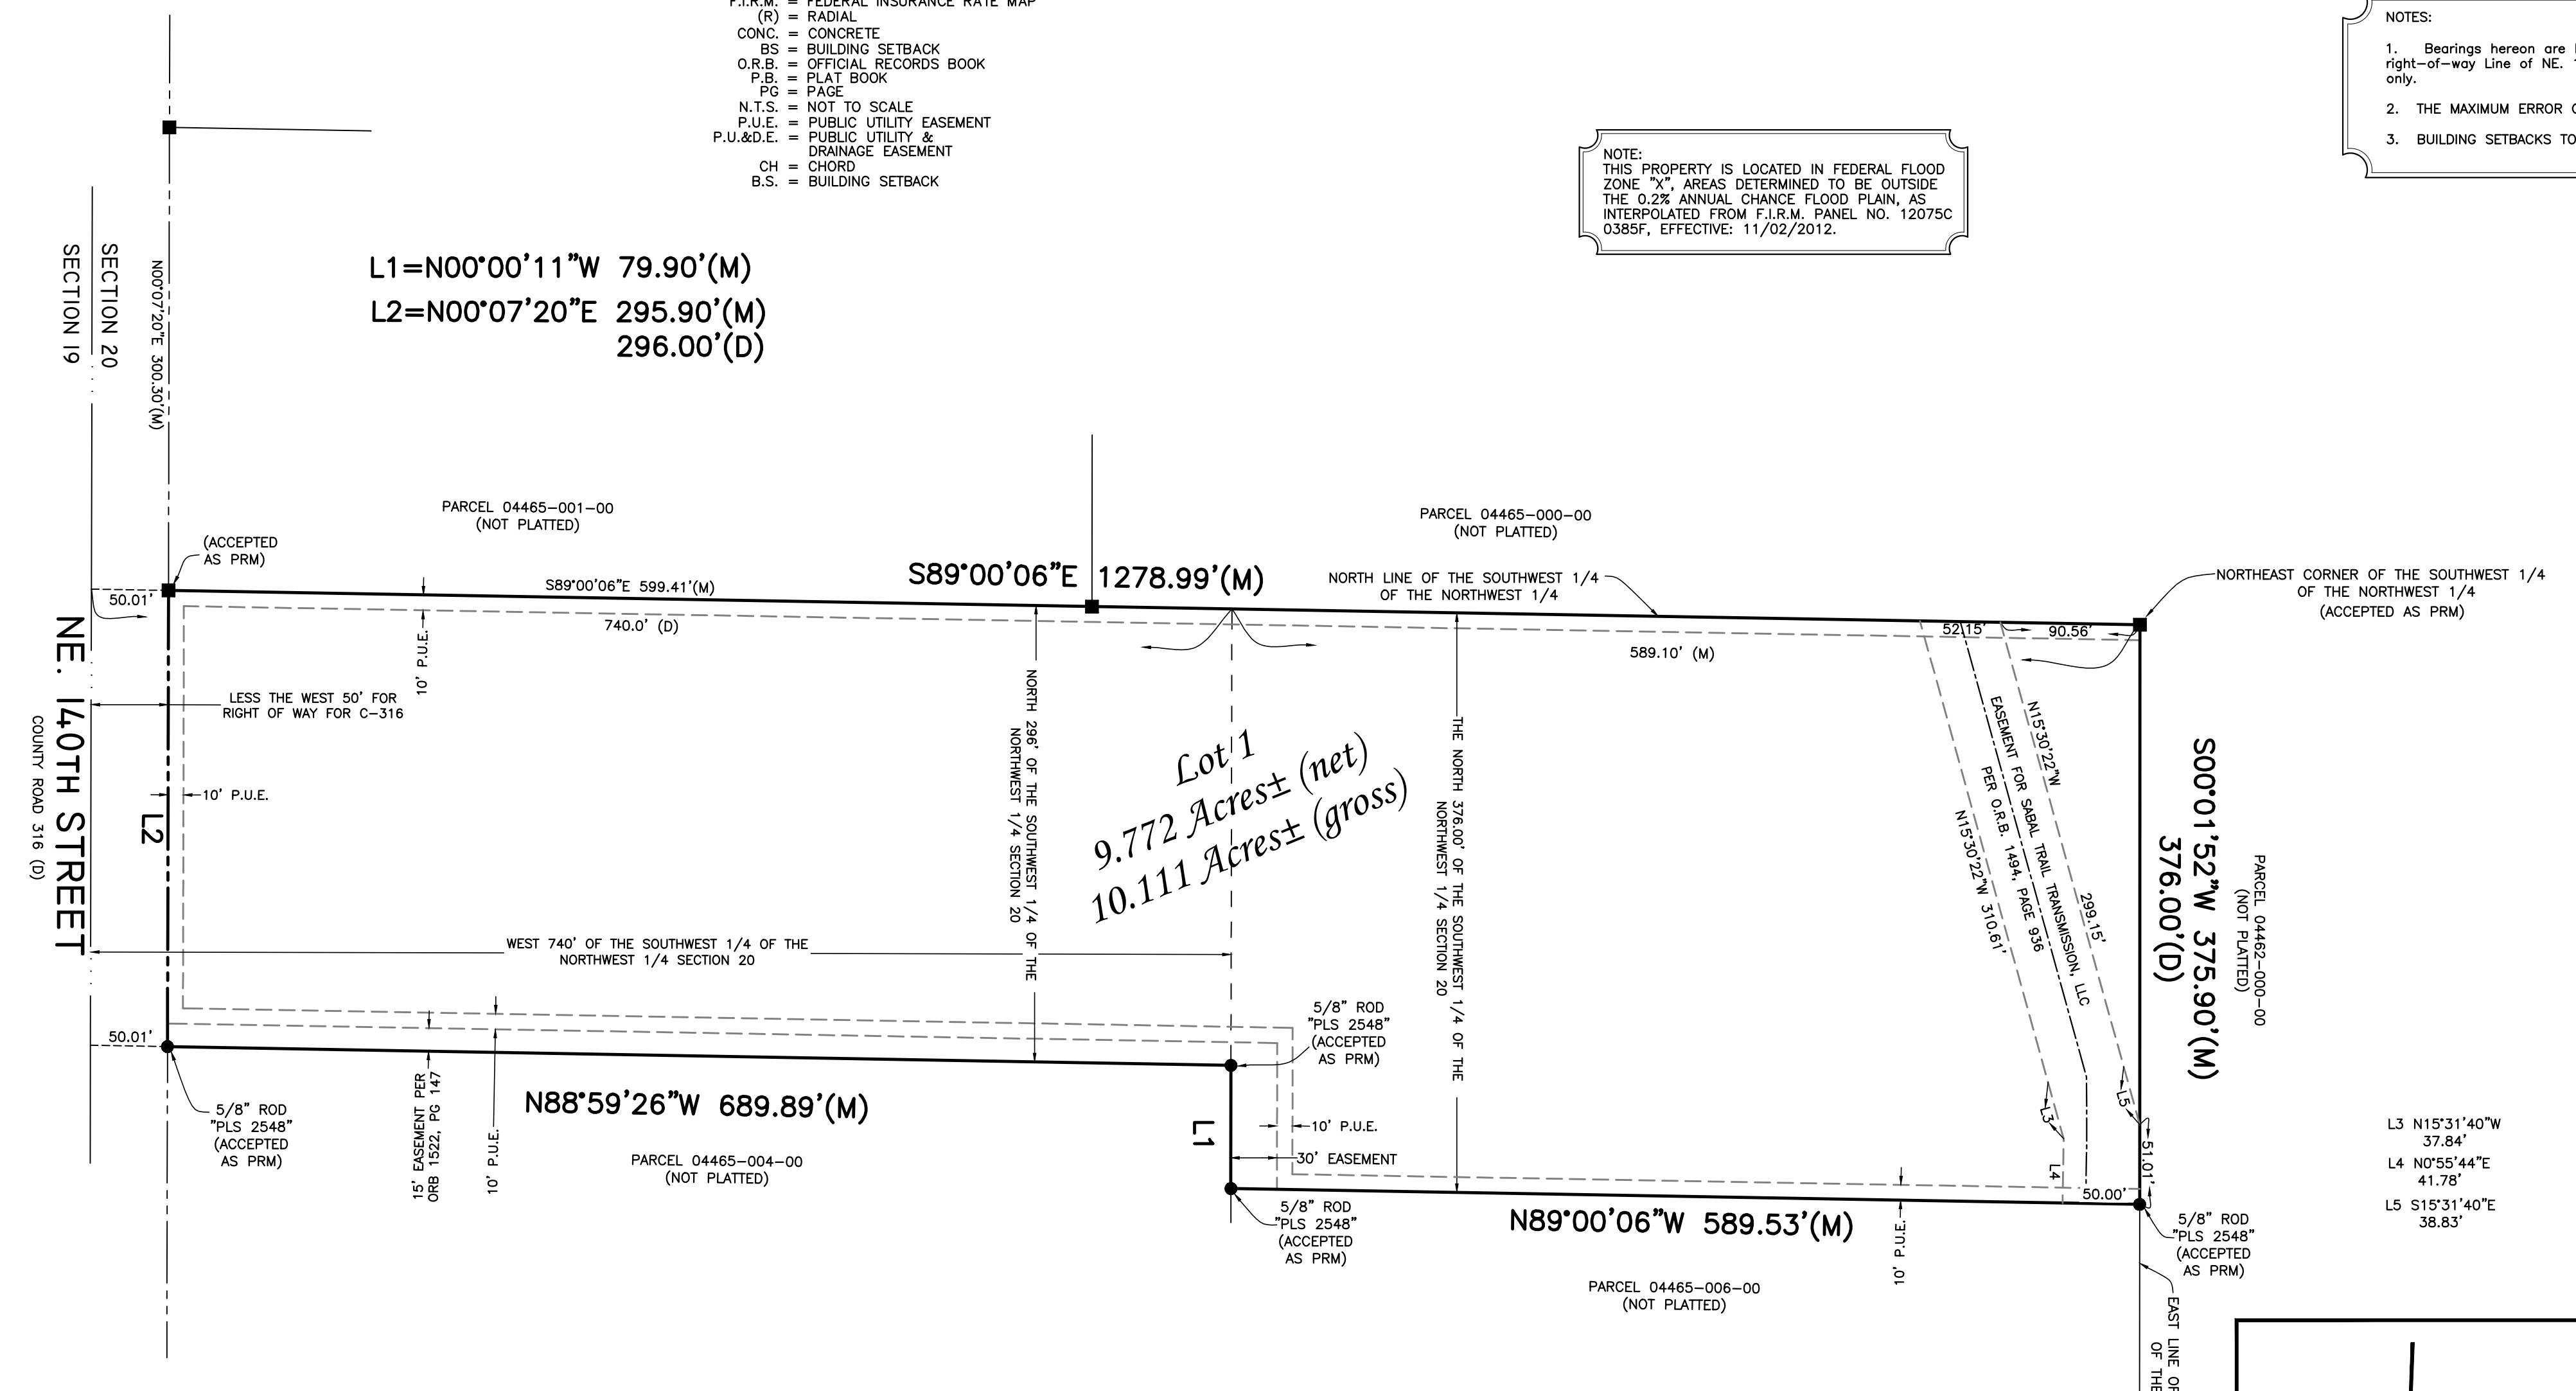 F.I.R.M. = FEDERAL INSURANCE RATE MAP
(R) = RADIAL
CONC. = CONCRETE
BS = BUILDING SETBACK
O.R.B. = OFFICIAL RECORDS BOOK
P.B. = PLAT BOOK
PG = PAGE
N.T.S. = NOT TO SCALE
P.U.E. = PUBLIC UTILITY EASEMENT
P.U.&D.E. = PUBLIC UTILITY &
DRAINAGE EASEMENT
CH = CHORD
B.S. = BUILDING SETBACK
NOTES:
1. Bearings hereon are
right-of-way Line of NE.
only.
2. THE MAXIMUM ERROR
3. BUILDING SETBACKS TO
NOTE:
THIS PROPERTY IS LOCATED IN FEDERAL FLOOD
ZONE "X", AREAS DETERMINED TO BE OUTSIDE
THE 0.2% ANNUAL CHANCE FLOOD PLAIN, AS
INTERPOLATED FROM F.I.R.M. PANEL NO. 12075C
0385F, EFFECTIVE: 11/02/2012.
SECTION 20
SECTION 19
N00°07'20"E 300.30'(M)
L1=N00°00'11"W 79.90'(M)
L2=N00°07'20"E 295.90'(M)
296.00'(D)
PARCEL 04465-001-00
(NOT PLATTED)
PARCEL 04465-000-00
(NOT PLATTED)
(ACCEPTED
AS PRM)
50.01'
S89°00'06"E 599.41'(M)
S89°00'06"E 1278.99'(M)
NORTH LINE OF THE SOUTHWEST 1/4
OF THE NORTHWEST 1/4
NORTHEAST CORNER OF THE SOUTHWEST 1/4
OF THE NORTHWEST 1/4
(ACCEPTED AS PRM)
740.0' (D)
10' P.U.E.
589.10' (M)
52.15'
90.56'
NE. 140TH STREET
COUNTY ROAD 316 (D)
LESS THE WEST 50' FOR
RIGHT OF WAY FOR C-316
10' P.U.E.
L2
NORTH 296' OF THE SOUTHWEST 1/4 OF THE
NORTHWEST 1/4 SECTION 20
Lot 1
9.772 Acres± (net)
10.111 Acres± (gross)
THE NORTH 376.00' OF THE SOUTHWEST 1/4 OF THE
NORTHWEST 1/4 SECTION 20
N15°30'22"W
299.15'
EASEMENT FOR SABAL TRAIL TRANSMISSION, LLC
PER O.R.B. 1494, PAGE 936
N15°30'22"W 310.61'
S00°01'52"W 375.90'(M)
376.00'(D)
PARCEL 04462-000-00
(NOT PLATTED)
WEST 740' OF THE SOUTHWEST 1/4 OF THE
NORTHWEST 1/4 SECTION 20
50.01'
5/8" ROD
"PLS 2548"
(ACCEPTED
AS PRM)
15' EASEMENT PER
ORB 1522, PG 147
10' P.U.E.
N88°59'26"W 689.89'(M)
PARCEL 04465-004-00
(NOT PLATTED)
5/8" ROD
"PLS 2548"
(ACCEPTED
AS PRM)
L1
10' P.U.E.
30' EASEMENT
5/8" ROD
"PLS 2548"
(ACCEPTED
AS PRM)
N89°00'06"W 589.53'(M)
PARCEL 04465-006-00
(NOT PLATTED)
10' P.U.E.
L3
L5
L4
51.01'
50.00'
5/8" ROD
"PLS 2548"
(ACCEPTED
AS PRM)
L3 N15°31'40"W
37.84'
L4 N0°55'44"E
41.78'
L5 S15°31'40"E
38.83'
EAST LINE OF
OF THE